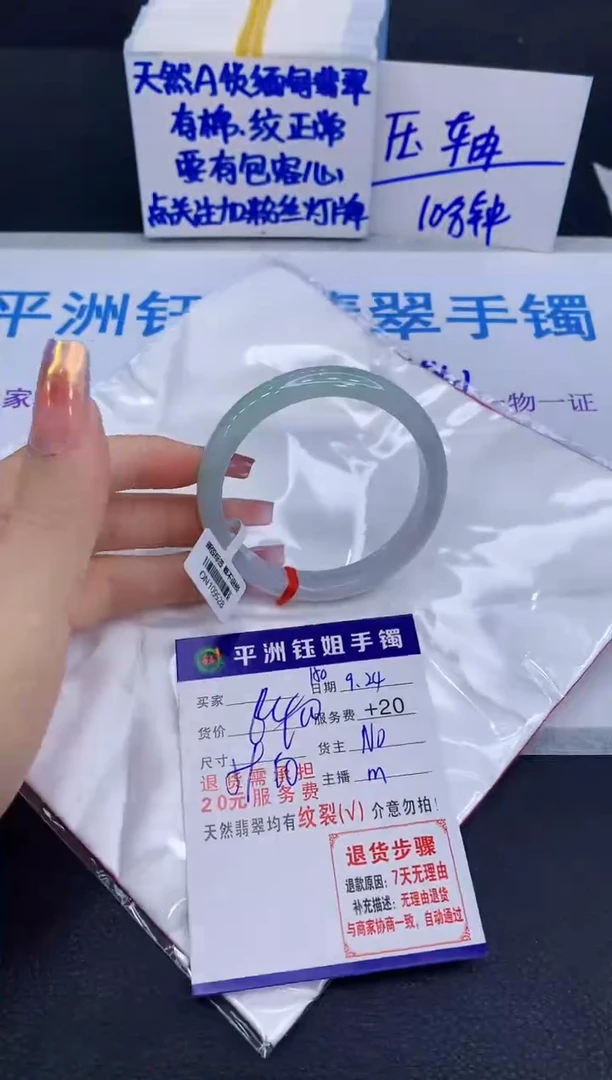 天然A货缅甸翡翠
有棉、纹正常
要有包容心
点关注加粉丝灯牌
压轴
10分钟
平洲钰 翡翠手镯
家 一物一证
ON109528
平洲钰姐手镯
买家 日期 9.24
货价 服务费 +20
尺寸 货主 No
退货需承担 主播 m
20元服务费
天然翡翠均有纹裂(√) 介意勿拍!
退货步骤
退款原因:7天无理由
补充描述:无理由退货
与商家协商一致,自动通过